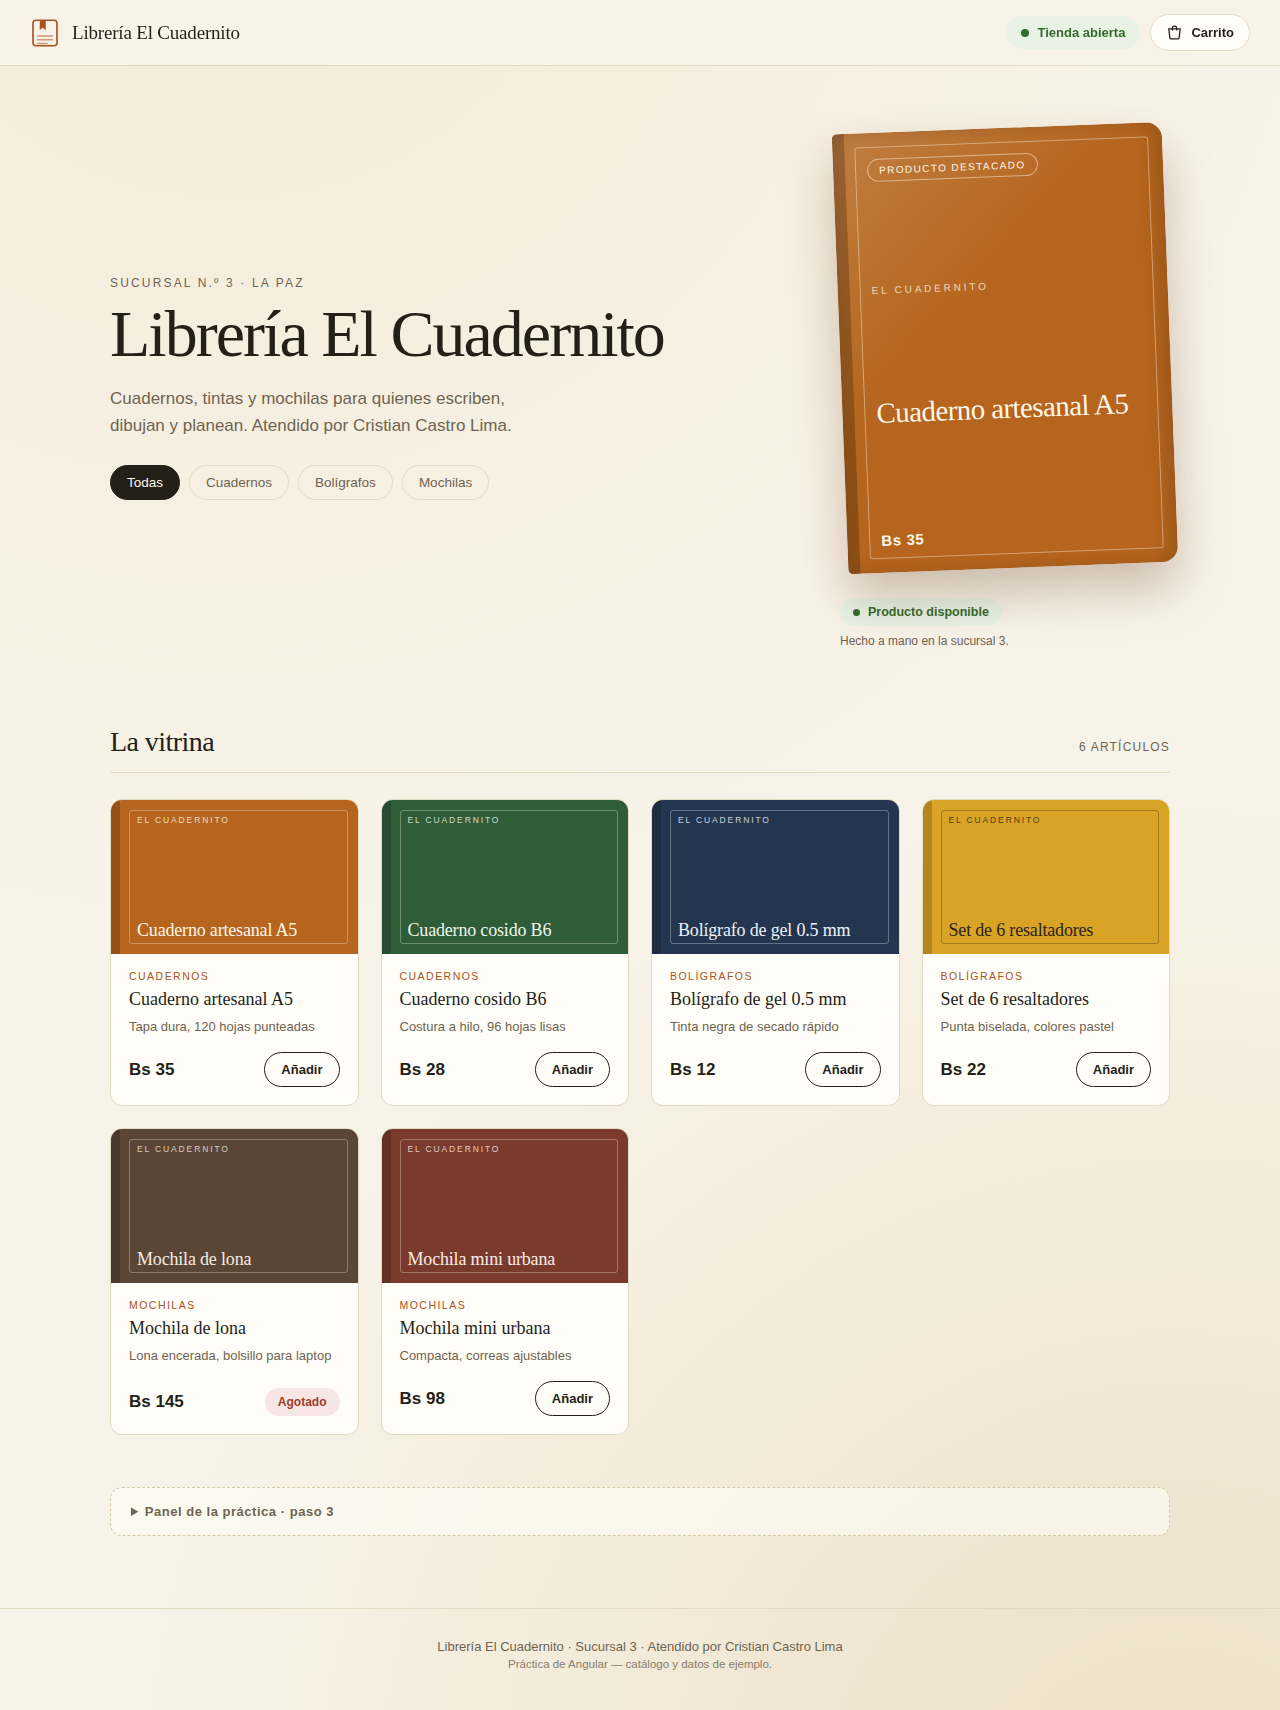 Librería El Cuadernito
Tienda abierta
Carrito
PRODUCTO DESTACADO
EL CUADERNITO
Cuaderno artesanal A5
Bs 35
SUCURSAL N.º 3 · LA PAZ
Librería El Cuadernito
Cuadernos, tintas y mochilas para quienes escriben,
dibujan y planean. Atendido por Cristian Castro Lima.
Todas
Cuadernos
Bolígrafos
Mochilas
Producto disponible
Hecho a mano en la sucursal 3.
La vitrina
6 ARTÍCULOS
EL CUADERNITO
Cuaderno artesanal A5
CUADERNOS
Cuaderno artesanal A5
Tapa dura, 120 hojas punteadas
Bs 35
Añadir
EL CUADERNITO
Cuaderno cosido B6
CUADERNOS
Cuaderno cosido B6
Costura a hilo, 96 hojas lisas
Bs 28
Añadir
EL CUADERNITO
Bolígrafo de gel 0.5 mm
BOLÍGRAFOS
Bolígrafo de gel 0.5 mm
Tinta negra de secado rápido
Bs 12
Añadir
EL CUADERNITO
Set de 6 resaltadores
BOLÍGRAFOS
Set de 6 resaltadores
Punta biselada, colores pastel
Bs 22
Añadir
EL CUADERNITO
Mochila de lona
MOCHILAS
Mochila de lona
Lona encerada, bolsillo para laptop
Bs 145
Agotado
EL CUADERNITO
Mochila mini urbana
MOCHILAS
Mochila mini urbana
Compacta, correas ajustables
Bs 98
Añadir
Panel de la práctica · paso 3
Librería El Cuadernito · Sucursal 3 · Atendido por Cristian Castro Lima
Práctica de Angular — catálogo y datos de ejemplo.